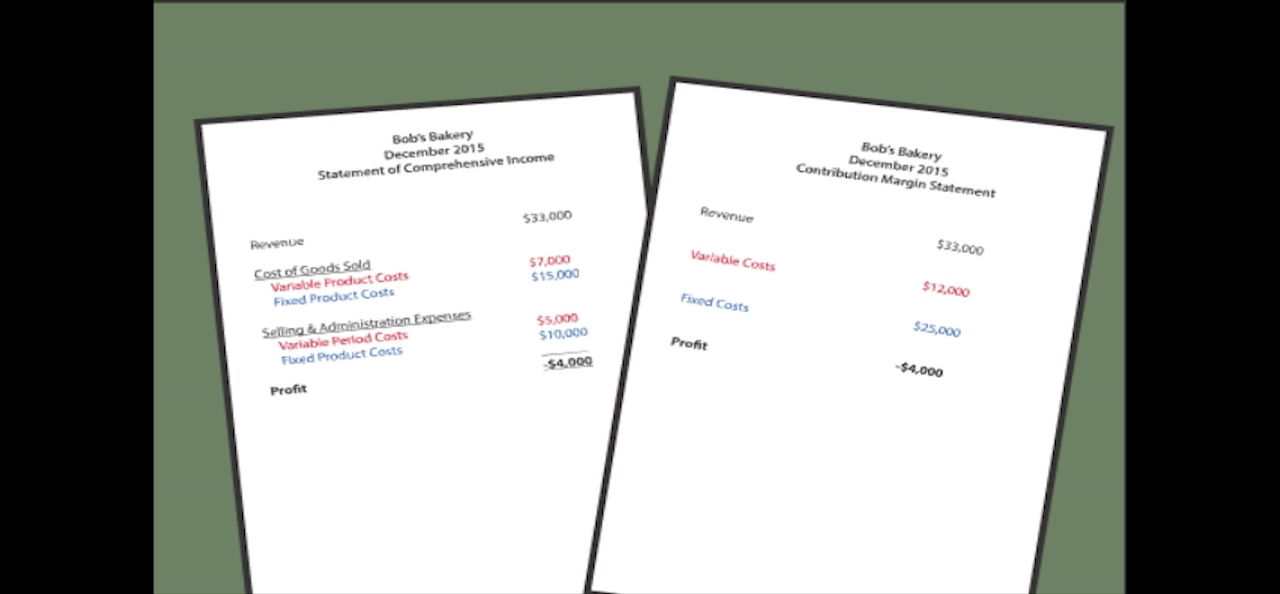 Bob's Bakery
December 2015
Statement of Comprehensive Income
Revenue $33,000
Cost of Goods Sold
Variable Product Costs $7,000
Fixed Product Costs $15,000
Selling & Administration Expenses
Variable Period Costs $5,000
Fixed Product Costs $10,000
Profit -$4,000
Bob's Bakery
December 2015
Contribution Margin Statement
Revenue $33,000
Variable Costs $12,000
Fixed Costs $25,000
Profit -$4,000